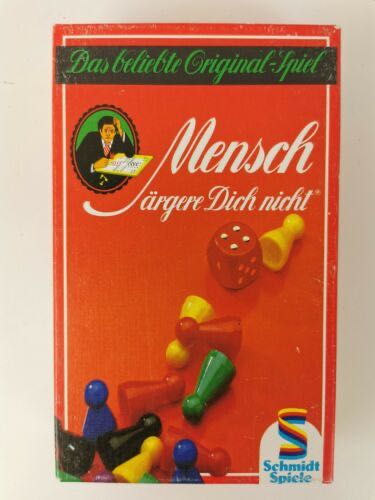 Das beliebte Original-Spiel
Mensch
ärgere Dich nicht®
Schmidt
Spiele